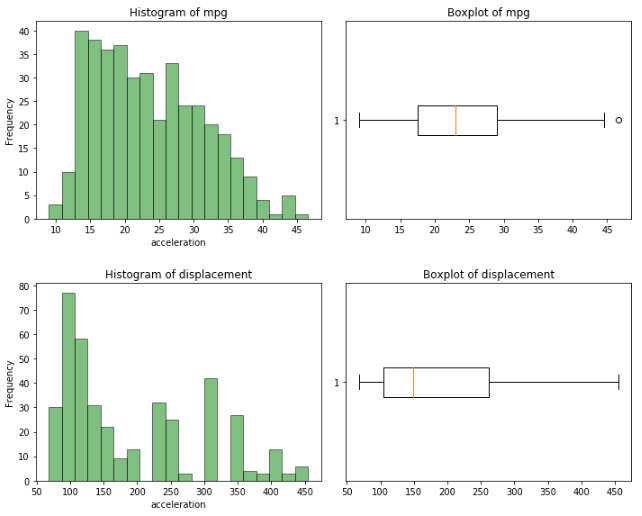 Histogram of mpg
Frequency
40
35
30
25
20
15
10
5
0
10 15 20 25 30 35 40 45
acceleration
Boxplot of mpg
1
10 15 20 25 30 35 40 45
Histogram of displacement
Frequency
80
70
60
50
40
30
20
10
0
50 100 150 200 250 300 350 400 450
acceleration
Boxplot of displacement
1
50 100 150 200 250 300 350 400 450